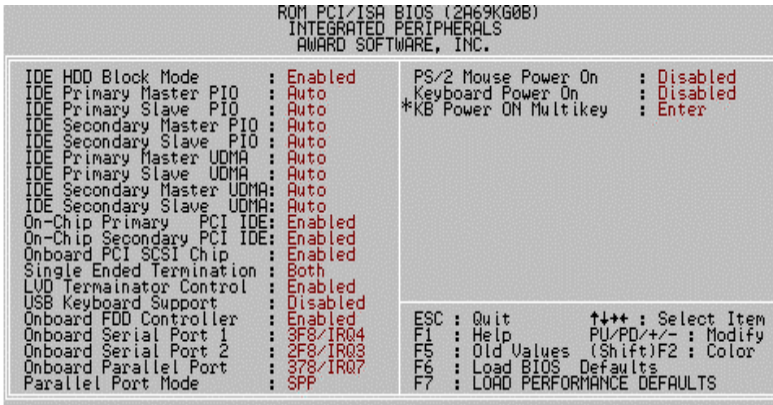 ROM PCI/ISA BIOS (2A69KG0B)
INTEGRATED PERIPHERALS
AWARD SOFTWARE, INC.
IDE HDD Block Mode : Enabled
IDE Primary Master PIO : Auto
IDE Primary Slave PIO : Auto
IDE Secondary Master PIO : Auto
IDE Secondary Slave PIO : Auto
IDE Primary Master UDMA : Auto
IDE Primary Slave UDMA : Auto
IDE Secondary Master UDMA: Auto
IDE Secondary Slave UDMA: Auto
On-Chip Primary PCI IDE: Enabled
On-Chip Secondary PCI IDE: Enabled
Onboard PCI SCSI Chip : Enabled
Single Ended Termination : Both
LVD Termainator Control : Enabled
USB Keyboard Support : Disabled
Onboard FDD Controller : Enabled
Onboard Serial Port 1 : 3F8/IRQ4
Onboard Serial Port 2 : 2F8/IRQ3
Onboard Parallel Port : 378/IRQ7
Parallel Port Mode : SPP
PS/2 Mouse Power On : Disabled
Keyboard Power On : Disabled
*KB Power ON Multikey : Enter
ESC : Quit ↑↓→← : Select Item
F1 : Help PU/PD/+/- : Modify
F5 : Old Values (Shift)F2 : Color
F6 : Load BIOS Defaults
F7 : LOAD PERFORMANCE DEFAULTS